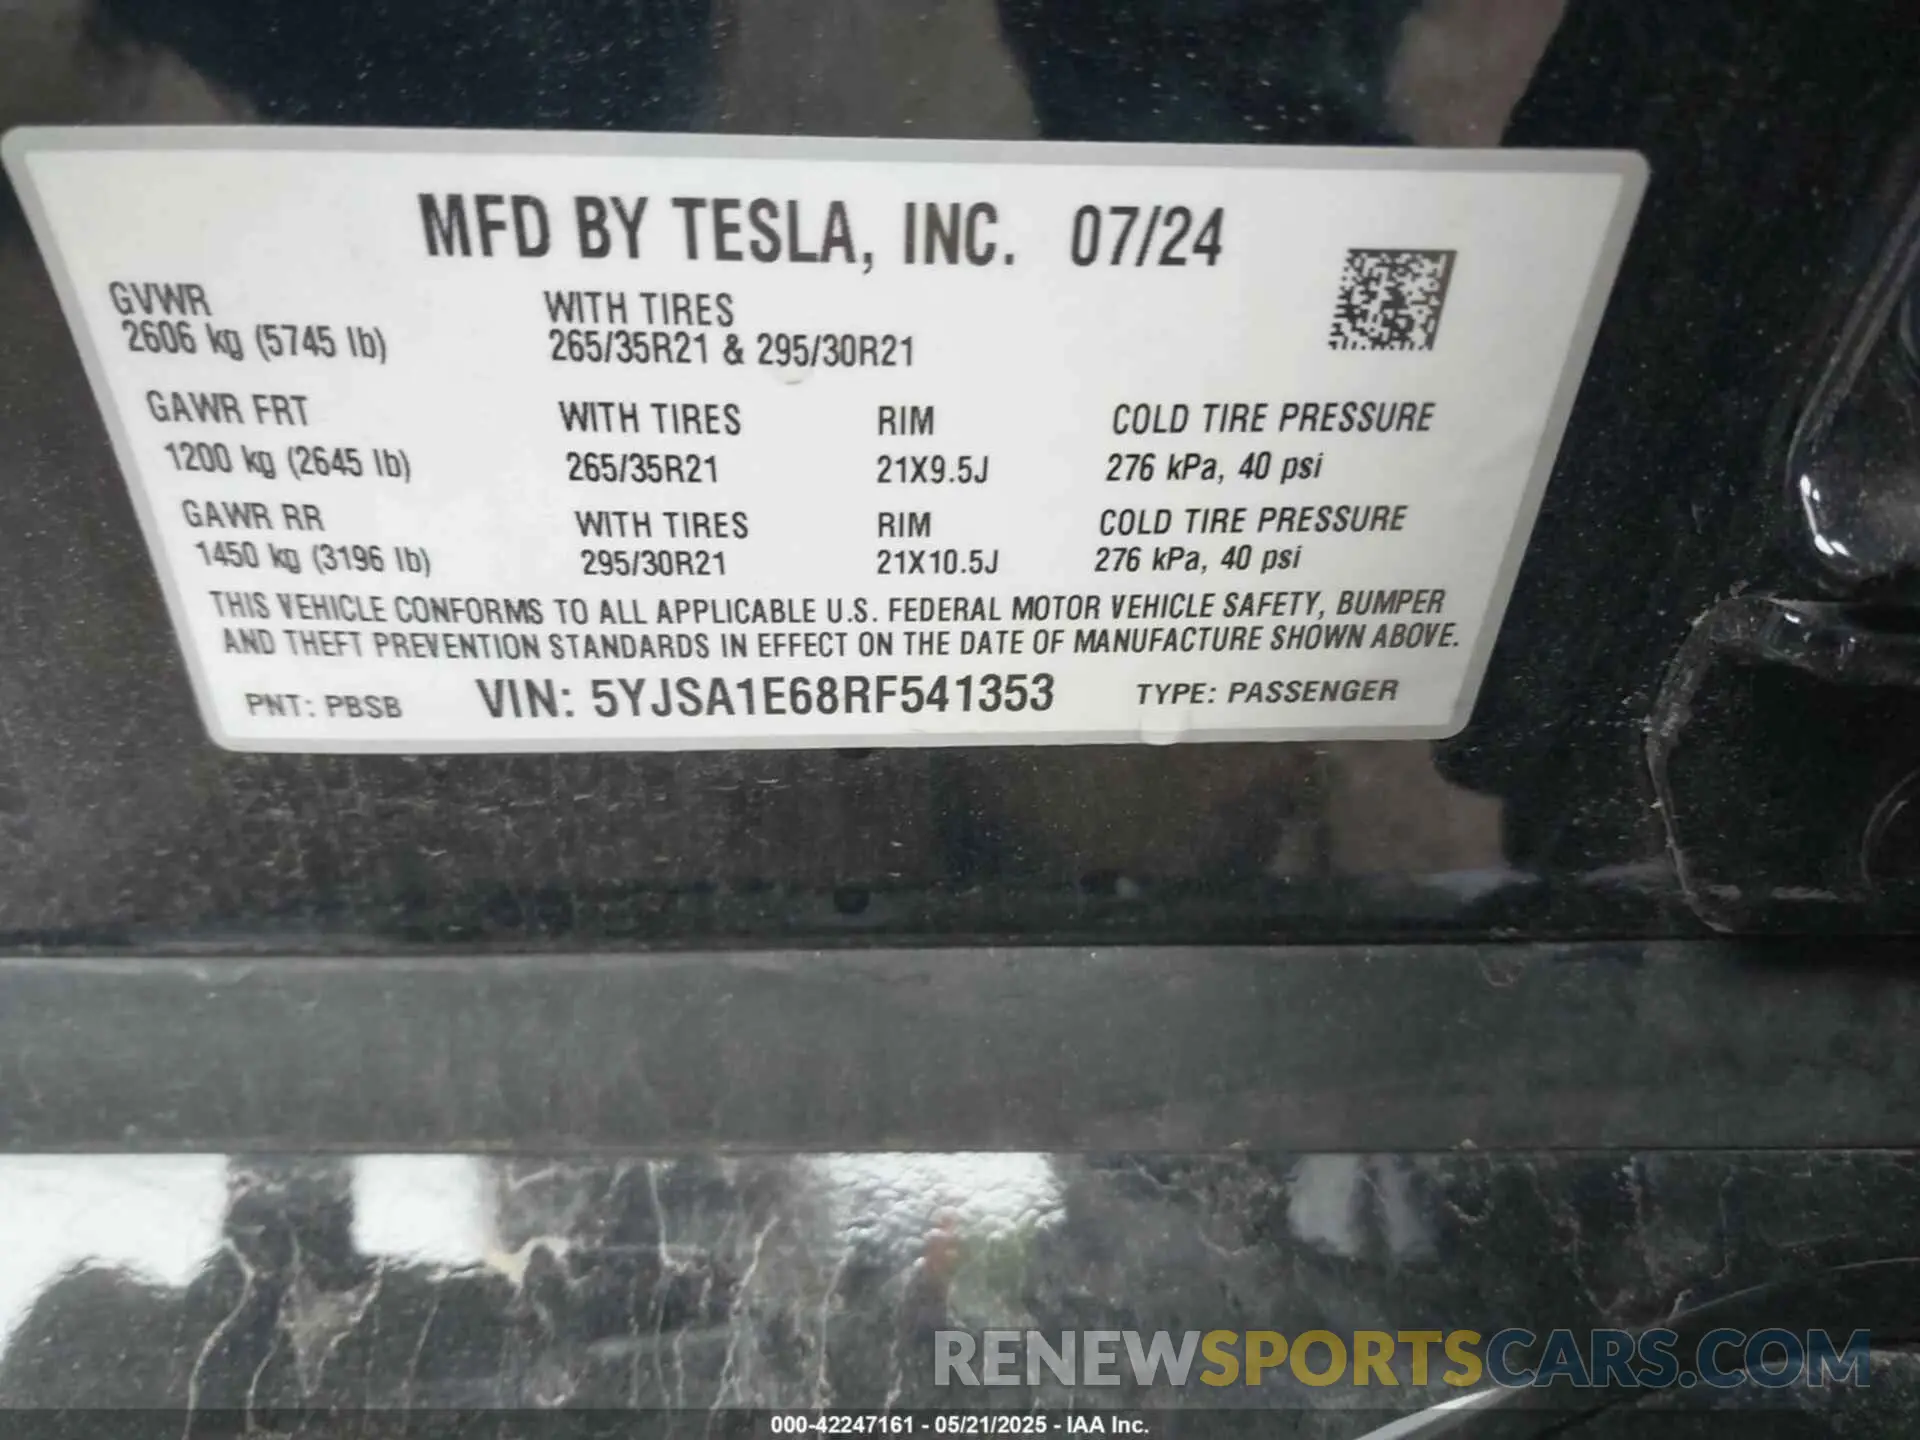 MFD BY TESLA, INC. 07/24
GVWR WITH TIRES
2606 kg (5745 lb) 265/35R21 & 295/30R21
GAWR FRT WITH TIRES RIM COLD TIRE PRESSURE
1200 kg (2645 lb) 265/35R21 21X9.5J 276 kPa, 40 psi
GAWR RR WITH TIRES RIM COLD TIRE PRESSURE
1450 kg (3196 lb) 295/30R21 21X10.5J 276 kPa, 40 psi
THIS VEHICLE CONFORMS TO ALL APPLICABLE U.S. FEDERAL MOTOR VEHICLE SAFETY, BUMPER
AND THEFT PREVENTION STANDARDS IN EFFECT ON THE DATE OF MANUFACTURE SHOWN ABOVE.
PNT: PBSB VIN: 5YJSA1E68RF541353 TYPE: PASSENGER
RENEWSPORTSCARS.COM
000-42247161 - 05/21/2025 - IAA Inc.